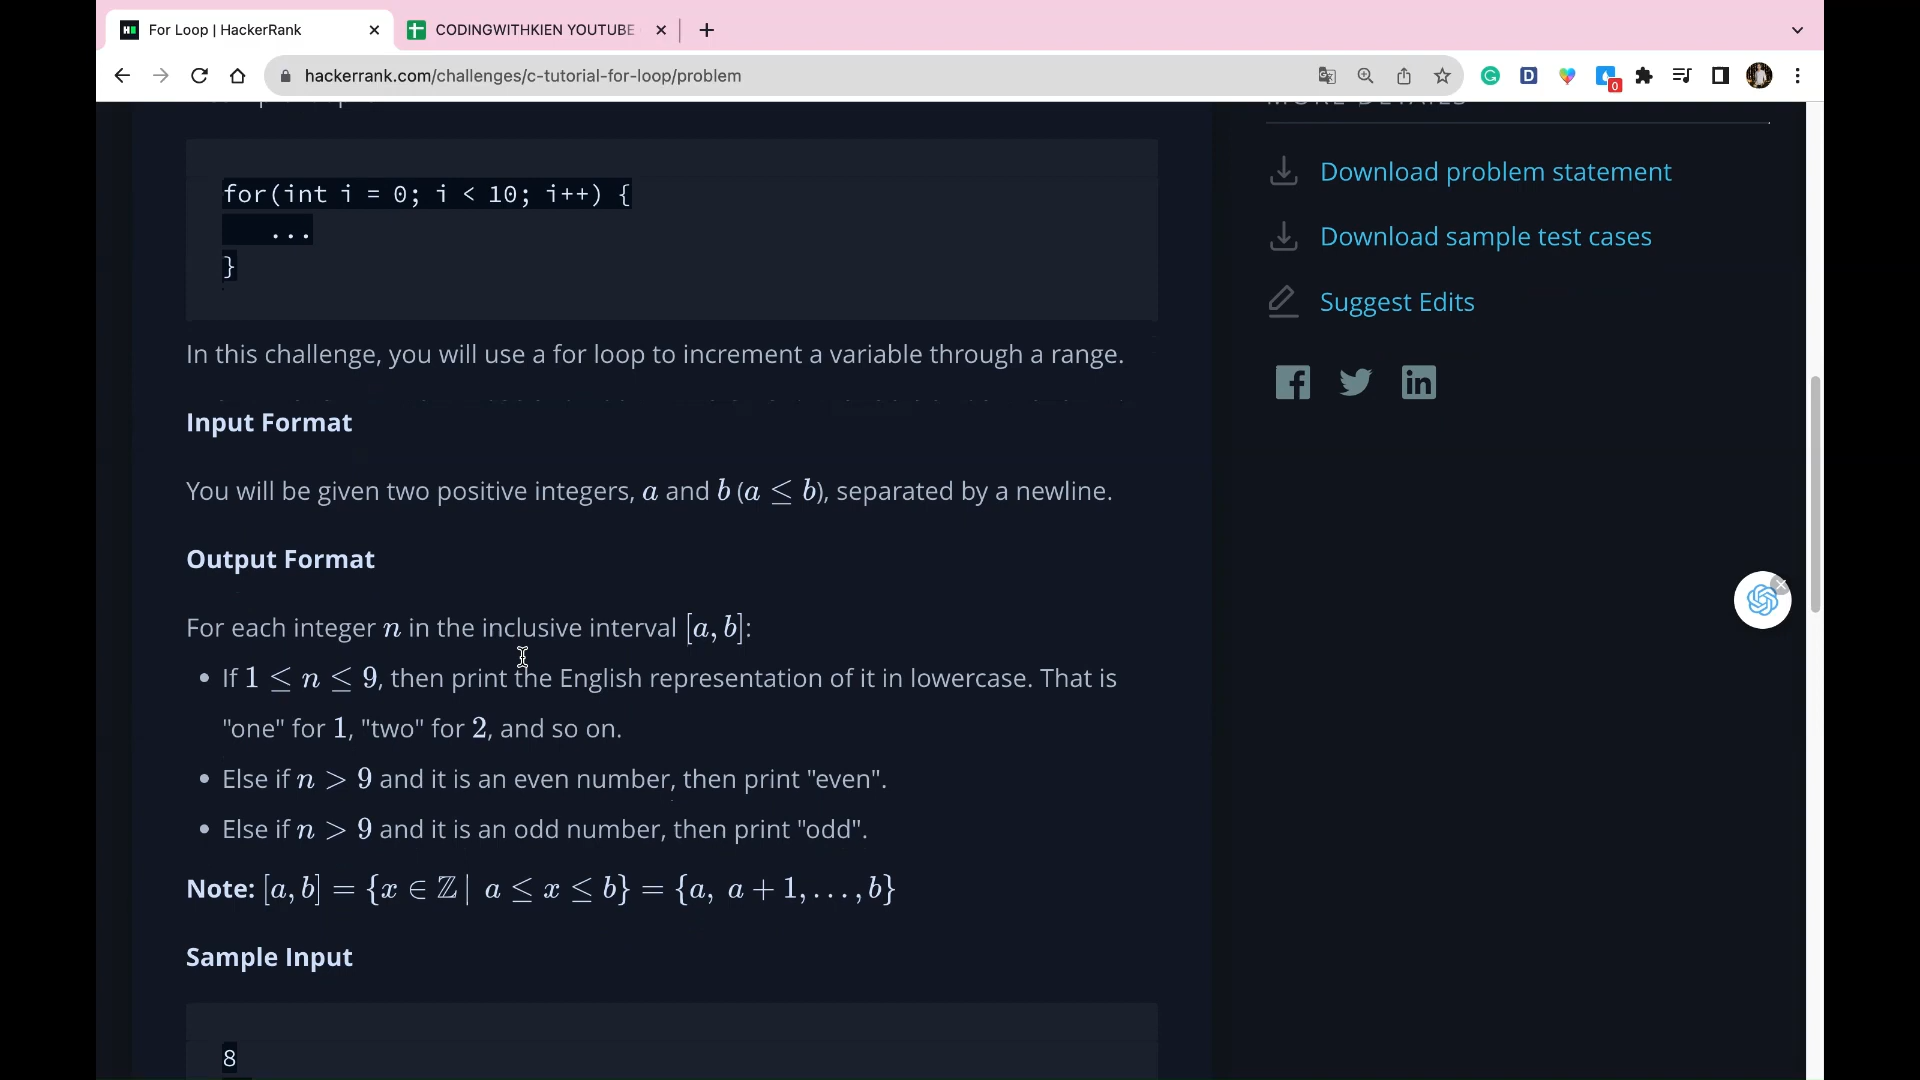 For Loop | HackerRank
CODINGWITHKIEN YOUTUBE
hackerrank.com/challenges/c-tutorial-for-loop/problem
D
0
for(int i = 0; i < 10; i++) {
...
}
In this challenge, you will use a for loop to increment a variable through a range.
Input Format
You will be given two positive integers, a and b (a ≤ b), separated by a newline.
Output Format
For each integer n in the inclusive interval [a, b]:
• If 1 ≤ n ≤ 9, then print the English representation of it in lowercase. That is
"one" for 1, "two" for 2, and so on.
• Else if n > 9 and it is an even number, then print "even".
• Else if n > 9 and it is an odd number, then print "odd".
Note: [a, b] = {x ∈ ℤ | a ≤ x ≤ b} = {a, a + 1, . . . , b}
Sample Input
8
MORE DETAILS
Download problem statement
Download sample test cases
Suggest Edits